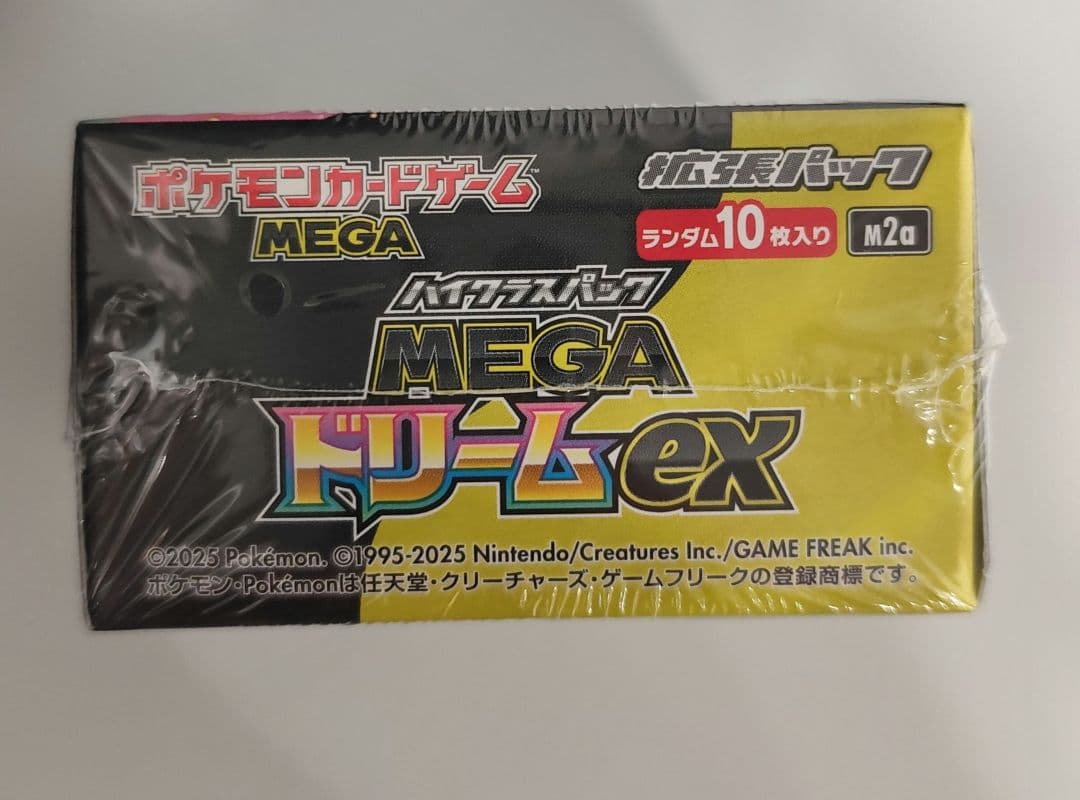 ポケモンカードゲーム
MEGA
拡張パック
ランダム10枚入り M2a
ハイクラスパック
MEGA
ドリームex
©2025 Pokémon. ©1995-2025 Nintendo/Creatures Inc./GAME FREAK inc.
ポケモン・Pokémonは任天堂・クリーチャーズ・ゲームフリークの登録商標です。